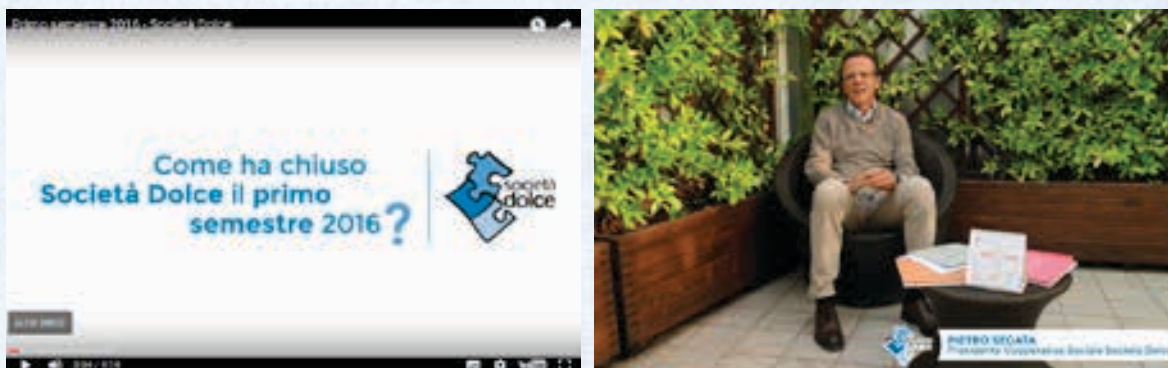 Primo semestre 2016 - Società Dolce
Come ha chiuso
Società Dolce il primo
semestre 2016?
società
dolce
PIETRO SEGATA
Presidente Cooperativa Sociale Società Dolce